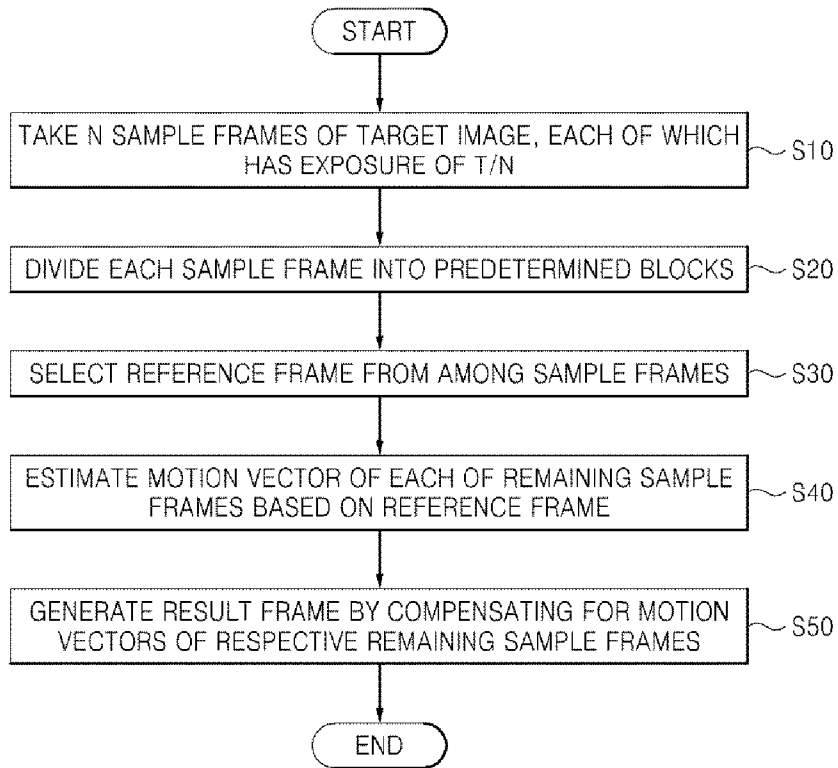 START
TAKE N SAMPLE FRAMES OF TARGET IMAGE, EACH OF WHICH
HAS EXPOSURE OF T/N
S10
DIVIDE EACH SAMPLE FRAME INTO PREDETERMINED BLOCKS
S20
SELECT REFERENCE FRAME FROM AMONG SAMPLE FRAMES
S30
ESTIMATE MOTION VECTOR OF EACH OF REMAINING SAMPLE
FRAMES BASED ON REFERENCE FRAME
S40
GENERATE RESULT FRAME BY COMPENSATING FOR MOTION
VECTORS OF RESPECTIVE REMAINING SAMPLE FRAMES
S50
END